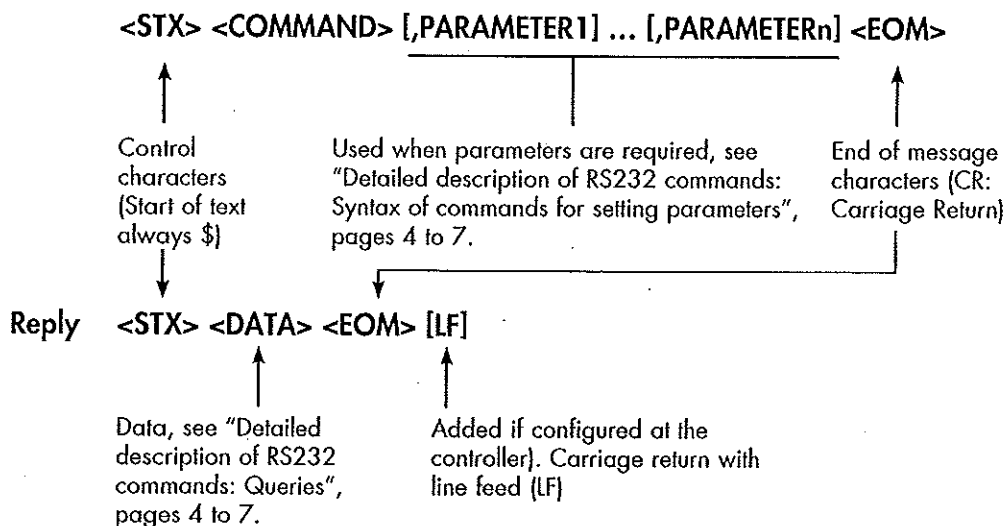 <STX> <COMMAND> [,PARAMETER1] ... [,PARAMETERn] <EOM>
Control
characters
(Start of text
always $)
Used when parameters are required, see
"Detailed description of RS232 commands:
Syntax of commands for setting parameters",
pages 4 to 7.
End of message
characters (CR:
Carriage Return)
Reply <STX> <DATA> <EOM> [LF]
Data, see "Detailed
description of RS232
commands: Queries",
pages 4 to 7.
Added if configured at the
controller). Carriage return with
line feed (LF)